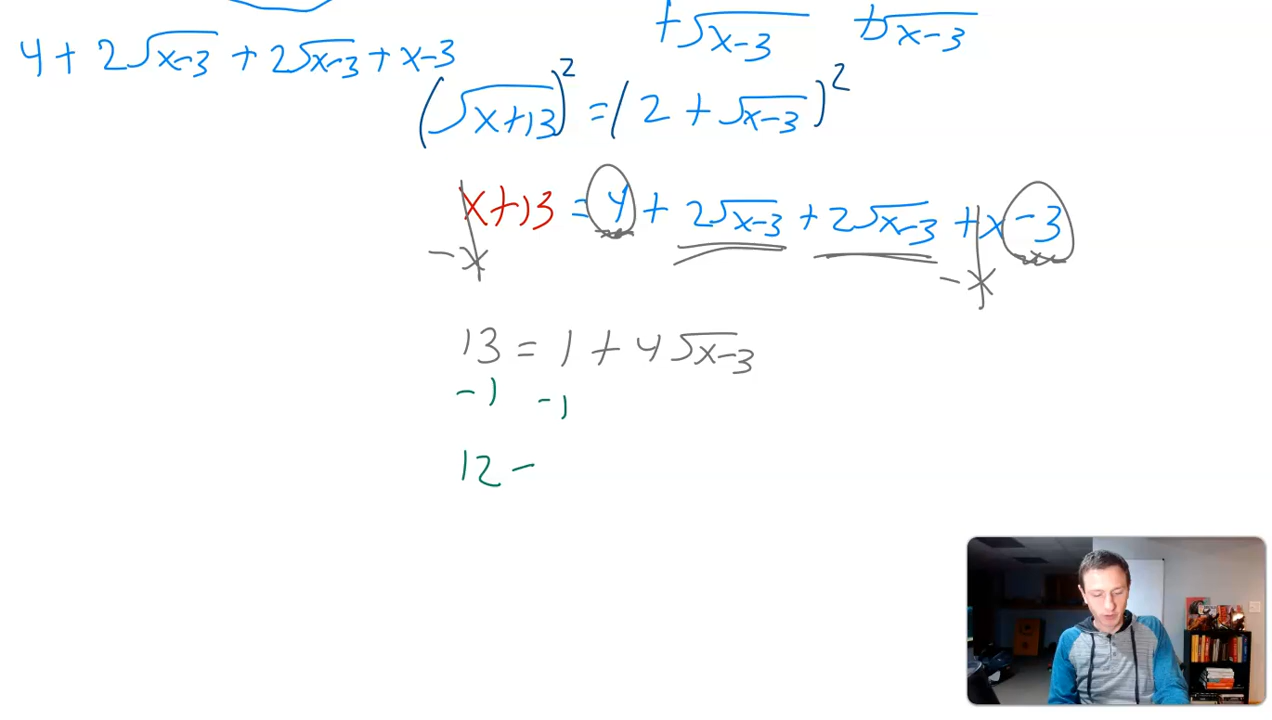 +√(x-3) +√(x-3)
4 + 2√(x-3) + 2√(x-3) + x-3
(√(x+13))² = (2 + √(x-3))²
x+13 = 4 + 2√(x-3) + 2√(x-3) + x - 3
-x -x
13 = 1 + 4√(x-3)
-1 -1
12 -